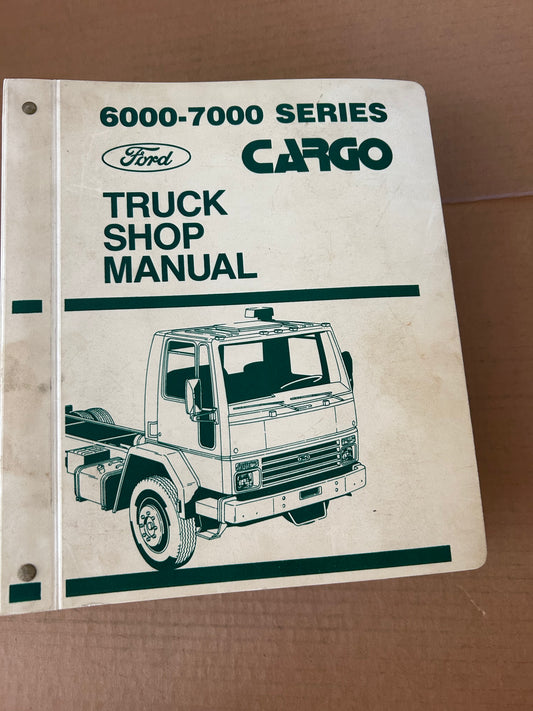 6000-7000 SERIES
Ford CARGO
TRUCK
SHOP
MANUAL